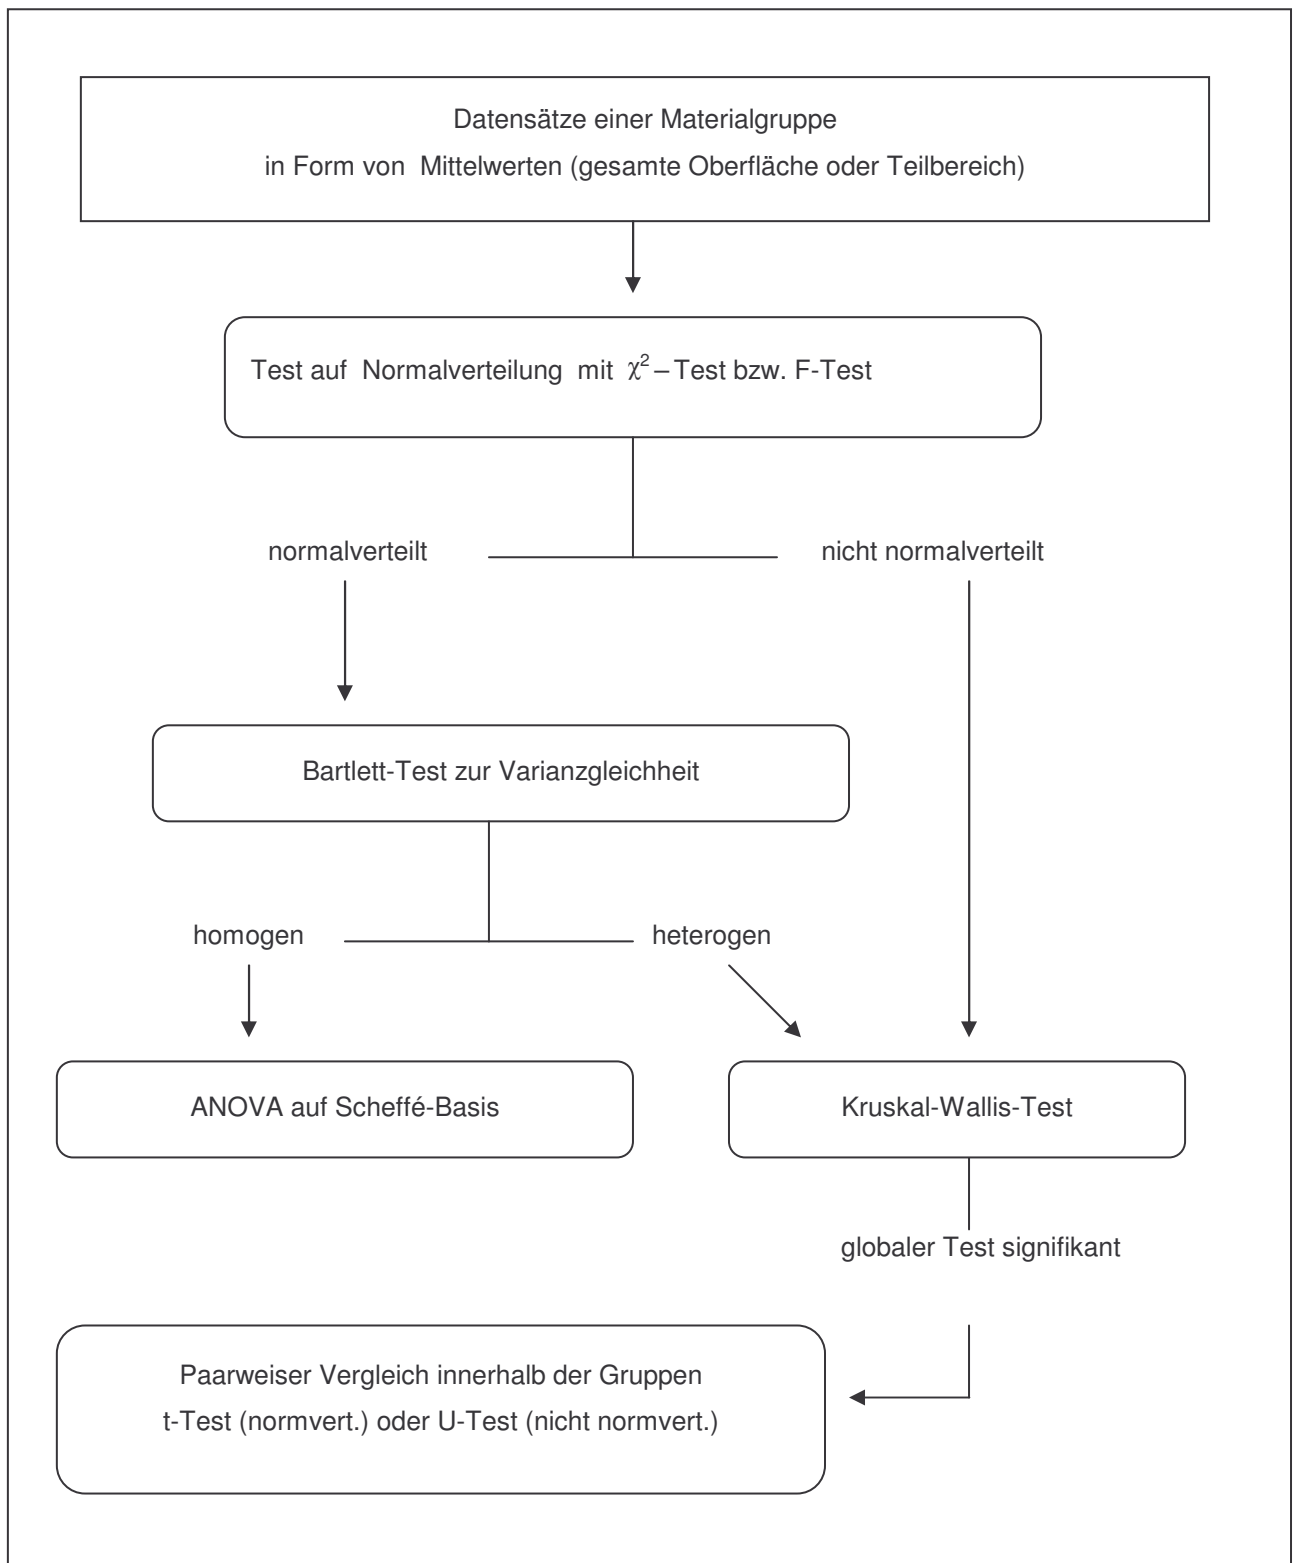 Datensätze einer Materialgruppe
in Form von Mittelwerten (gesamte Oberfläche oder Teilbereich)
Test auf Normalverteilung mit χ² – Test bzw. F-Test
normalverteilt
nicht normalverteilt
Bartlett-Test zur Varianzgleichheit
homogen
heterogen
ANOVA auf Scheffé-Basis
Kruskal-Wallis-Test
globaler Test signifikant
Paarweiser Vergleich innerhalb der Gruppen
t-Test (normvert.) oder U-Test (nicht normvert.)